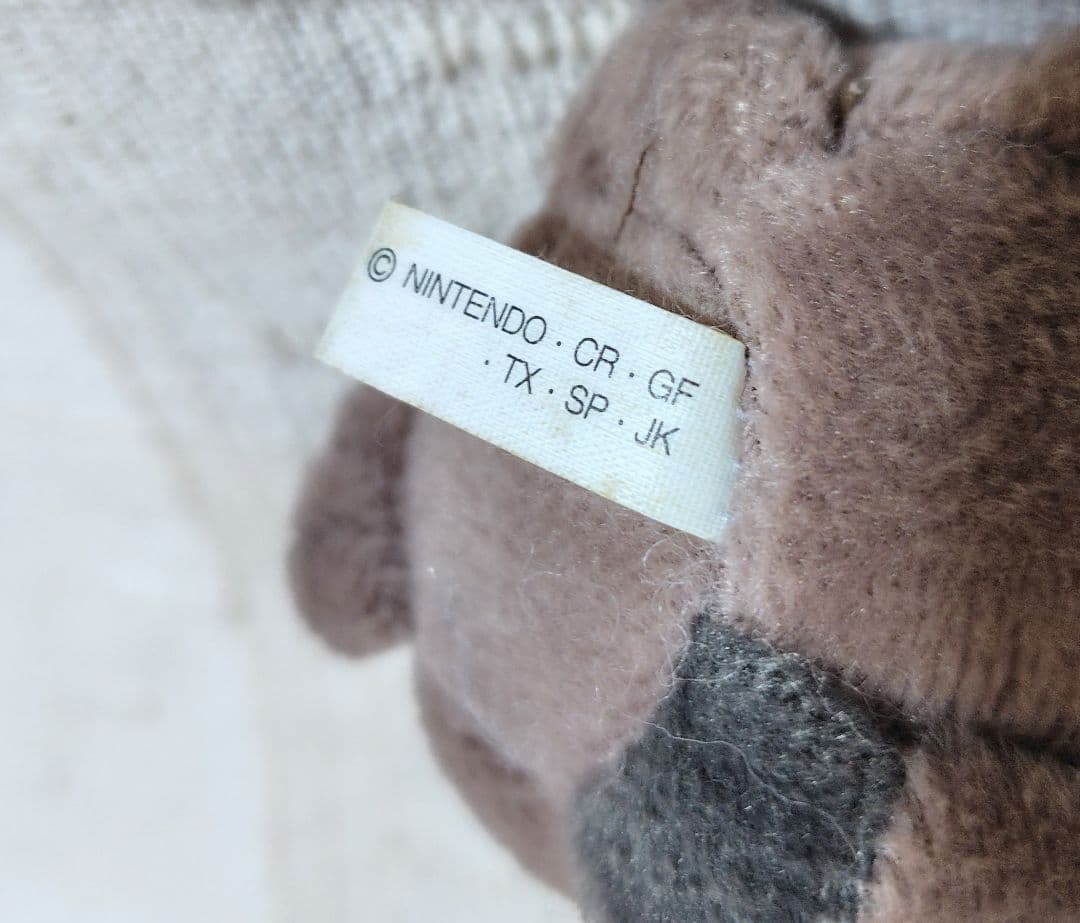 © NINTENDO · CR · GF
· TX · SP · JK